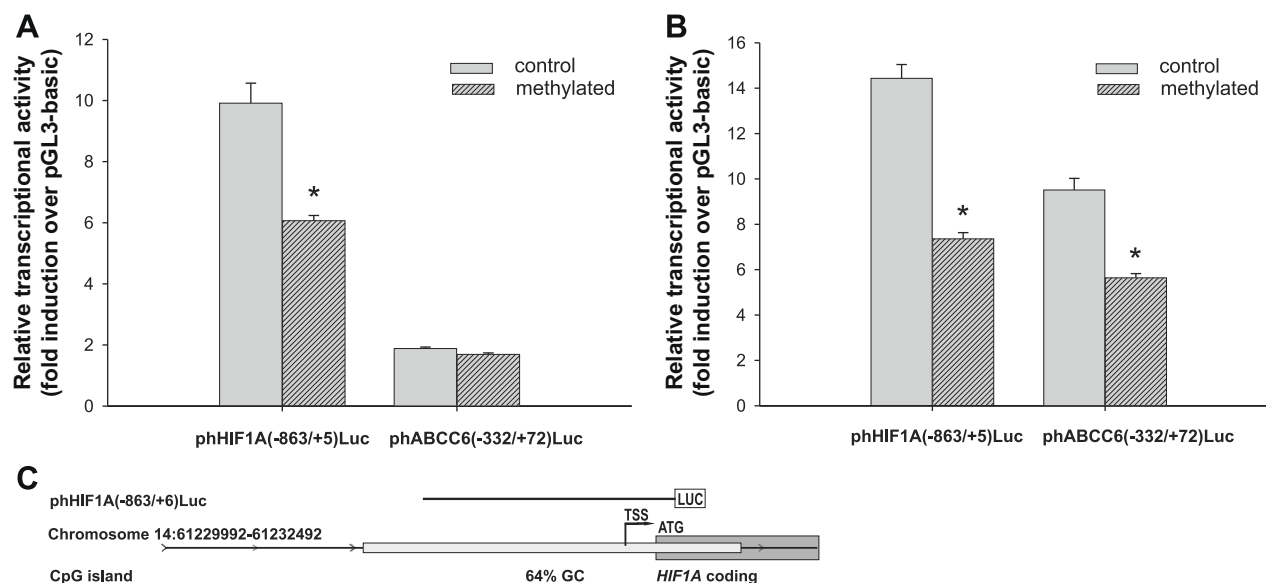 A
Relative transcriptional activity
(fold induction over pGL3-basic)
12
10
8
6
4
2
0
control
methylated
*
phHIF1A(-863/+5)Luc
phABCC6(-332/+72)Luc
B
Relative transcriptional activity
(fold induction over pGL3-basic)
16
14
12
10
8
6
4
2
0
control
methylated
*
*
phHIF1A(-863/+5)Luc
phABCC6(-332/+72)Luc
C
phHIF1A(-863/+6)Luc
LUC
TSS
ATG
Chromosome 14:61229992-61232492
CpG island
64% GC
HIF1A coding